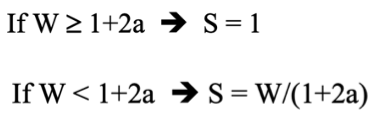 If W ≥ 1+2a ➔ S = 1
If W < 1+2a ➔ S = W/(1+2a)